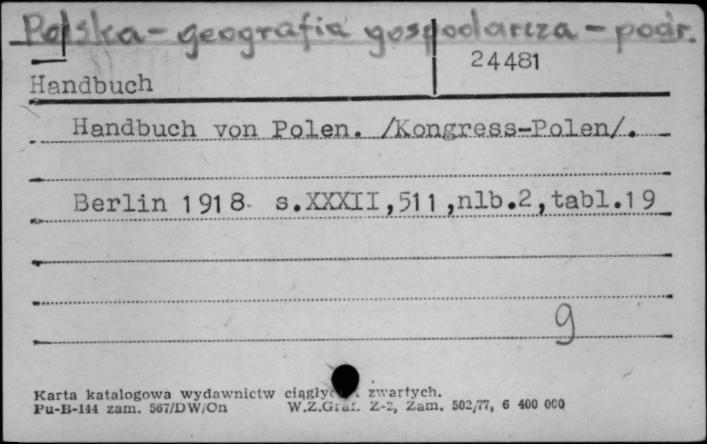 Polska - geografia gospodarcza - podr.
24481
Handbuch
Handbuch von Polen. /Kongress-Polen/.
Berlin 1918 s.XXXII,511,nlb.2,tabl.19
9
Karta katalogowa wydawnictw zwartych.
Pu-B-144 zam. 567/DW/On W.Z.Graf. Z-2, Zam. 502/77, 6 400 000